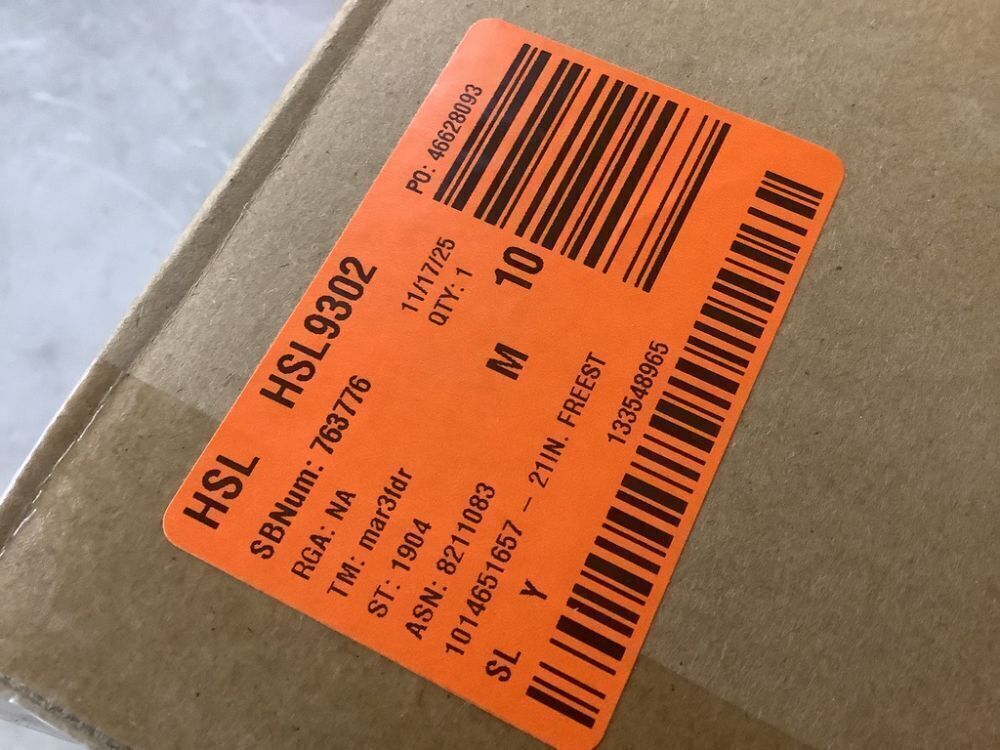 HSL HSL9302 PO: 46628093
SBNum: 763776 11/17/25
RGA: NA QTY: 1
TM: mar3fdr
ST: 1904 M 10
ASN: 8211083
1014651657 - 21IN. FREEST
SL Y 133548965